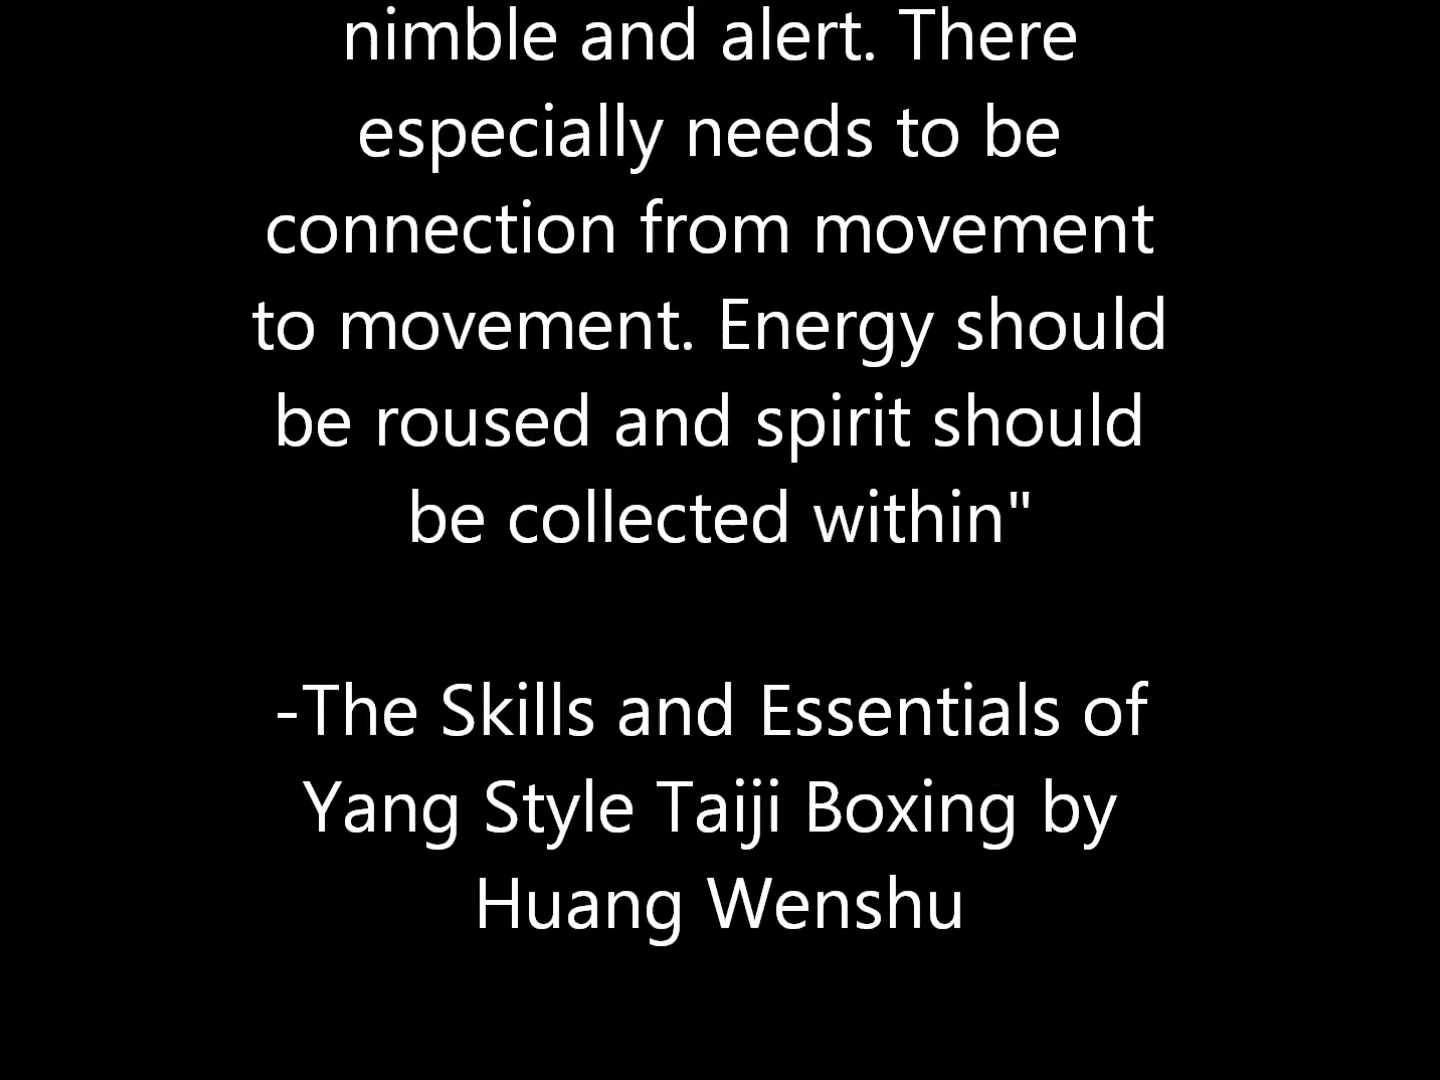 nimble and alert. There
especially needs to be
connection from movement
to movement. Energy should
be roused and spirit should
be collected within"
-The Skills and Essentials of
Yang Style Taiji Boxing by
Huang Wenshu